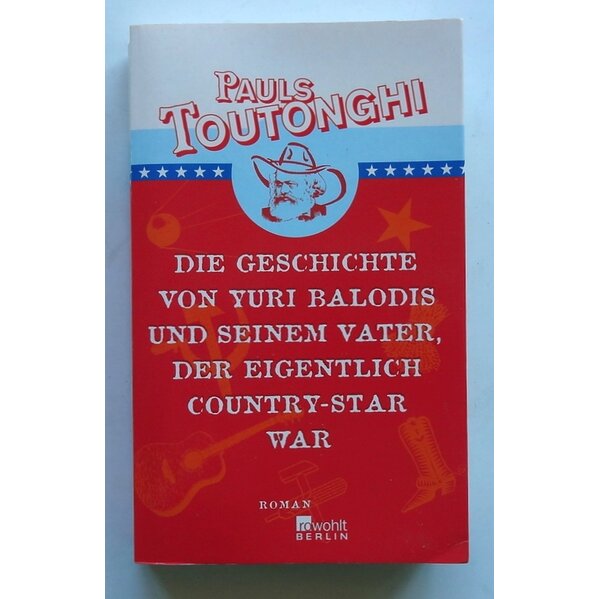 PAULS
TOUTONGHI
DIE GESCHICHTE
VON YURI BALODIS
UND SEINEM VATER,
DER EIGENTLICH
COUNTRY-STAR
WAR
ROMAN
rowohlt
BERLIN